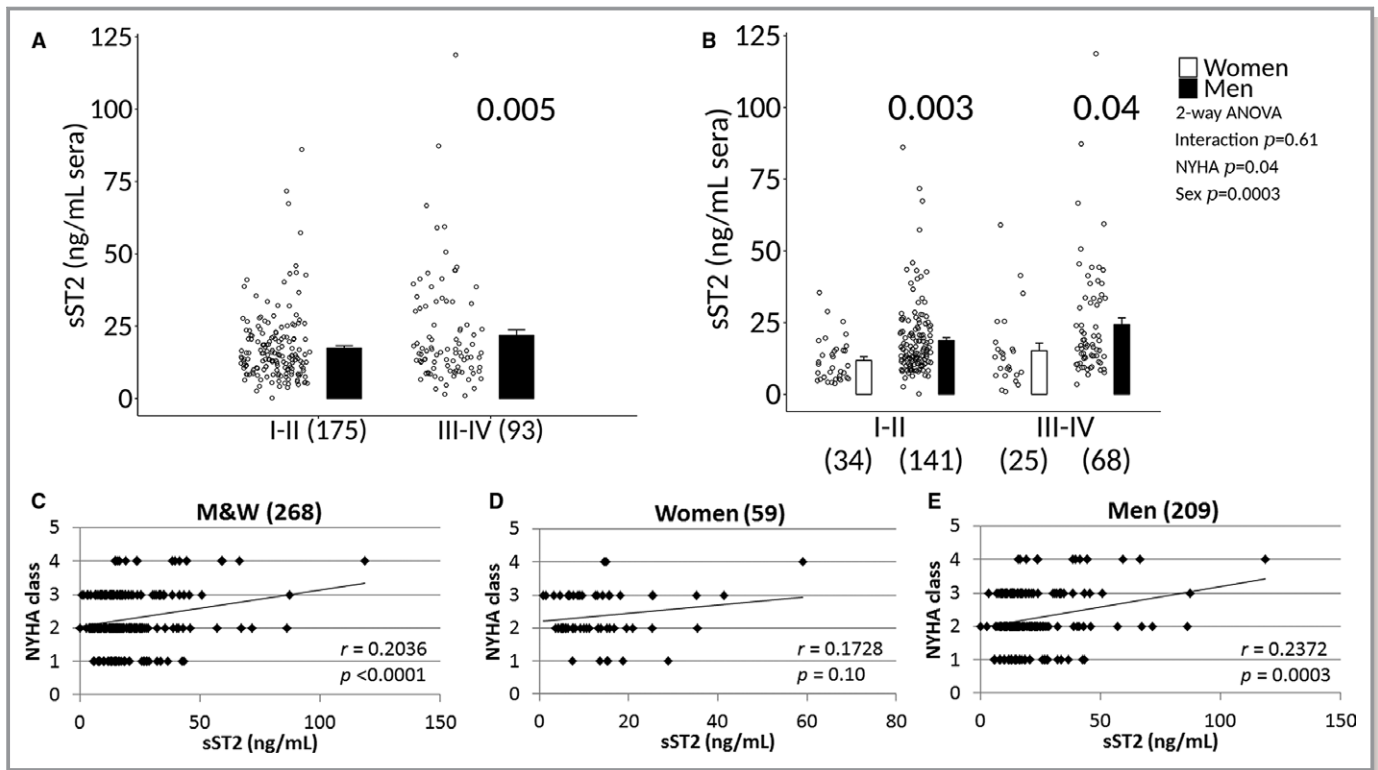 A
125
100
75
50
25
0
sST2 (ng/mL sera)
0.005
I-II (175)
III-IV (93)
B
125
100
75
50
25
0
sST2 (ng/mL sera)
0.003
0.04
Women
Men
2-way ANOVA
Interaction p=0.61
NYHA p=0.04
Sex p=0.0003
I-II
III-IV
(34) (141) (25) (68)
C
M&W (268)
5
4
3
2
1
0
NYHA class
r = 0.2036
p <0.0001
0 50 100 150
sST2 (ng/mL)
D
Women (59)
5
4
3
2
1
0
NYHA class
r = 0.1728
p = 0.10
0 20 40 60 80
sST2 (ng/mL)
E
Men (209)
5
4
3
2
1
0
NYHA class
r = 0.2372
p = 0.0003
0 50 100 150
sST2 (ng/mL)